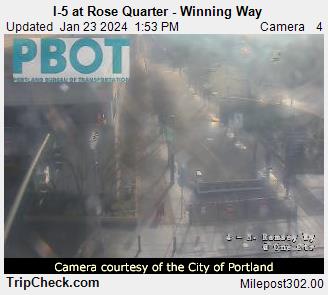 I-5 at Rose Quarter - Winning Way
Updated Jan 23 2024 1:53 PM Camera 4
PBOT
PORTLAND BUREAU OF TRANSPORTATION
Camera courtesy of the City of Portland
TripCheck.com Milepost302.00